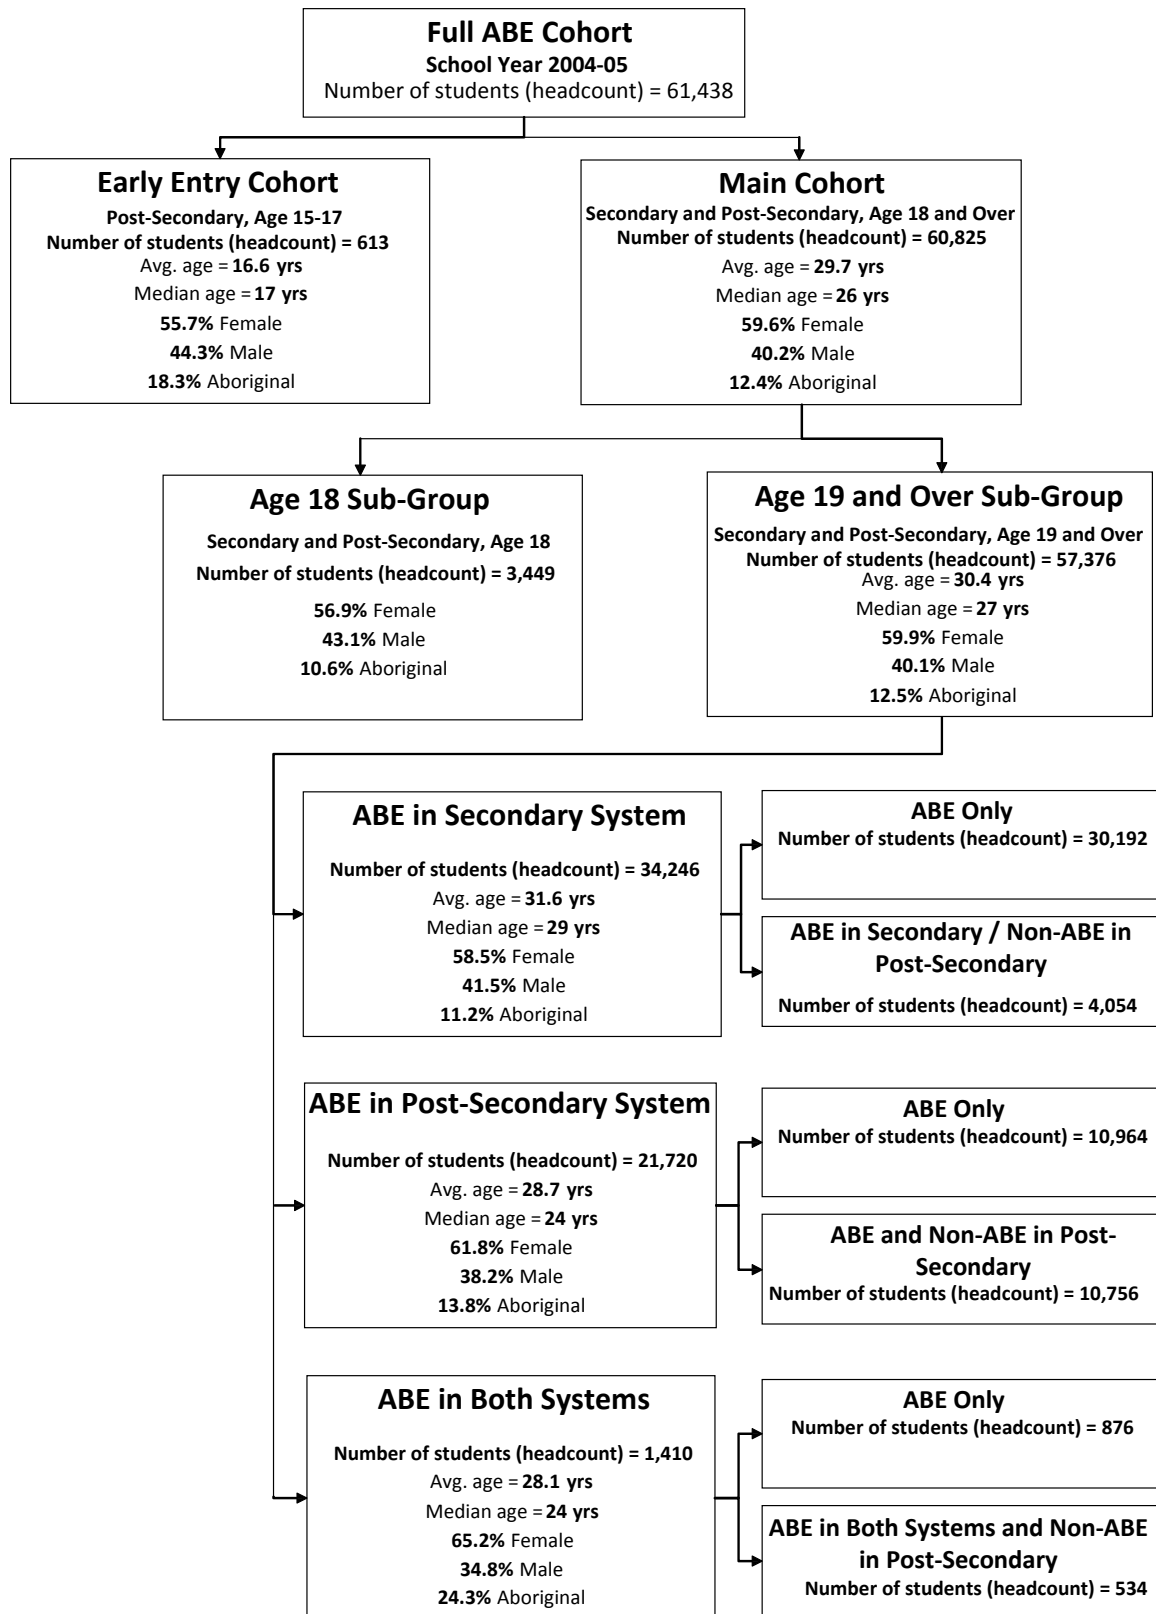 Full ABE Cohort
School Year 2004-05
Number of students (headcount) = 61,438
Early Entry Cohort
Post-Secondary, Age 15-17
Number of students (headcount) = 613
Avg. age = 16.6 yrs
Median age = 17 yrs
55.7% Female
44.3% Male
18.3% Aboriginal
Main Cohort
Secondary and Post-Secondary, Age 18 and Over
Number of students (headcount) = 60,825
Avg. age = 29.7 yrs
Median age = 26 yrs
59.6% Female
40.2% Male
12.4% Aboriginal
Age 18 Sub-Group
Secondary and Post-Secondary, Age 18
Number of students (headcount) = 3,449
56.9% Female
43.1% Male
10.6% Aboriginal
Age 19 and Over Sub-Group
Secondary and Post-Secondary, Age 19 and Over
Number of students (headcount) = 57,376
Avg. age = 30.4 yrs
Median age = 27 yrs
59.9% Female
40.1% Male
12.5% Aboriginal
ABE in Secondary System
Number of students (headcount) = 34,246
Avg. age = 31.6 yrs
Median age = 29 yrs
58.5% Female
41.5% Male
11.2% Aboriginal
ABE Only
Number of students (headcount) = 30,192
ABE in Secondary / Non-ABE in
Post-Secondary
Number of students (headcount) = 4,054
ABE in Post-Secondary System
Number of students (headcount) = 21,720
Avg. age = 28.7 yrs
Median age = 24 yrs
61.8% Female
38.2% Male
13.8% Aboriginal
ABE Only
Number of students (headcount) = 10,964
ABE and Non-ABE in Post-
Secondary
Number of students (headcount) = 10,756
ABE in Both Systems
Number of students (headcount) = 1,410
Avg. age = 28.1 yrs
Median age = 24 yrs
65.2% Female
34.8% Male
24.3% Aboriginal
ABE Only
Number of students (headcount) = 876
ABE in Both Systems and Non-ABE
in Post-Secondary
Number of students (headcount) = 534